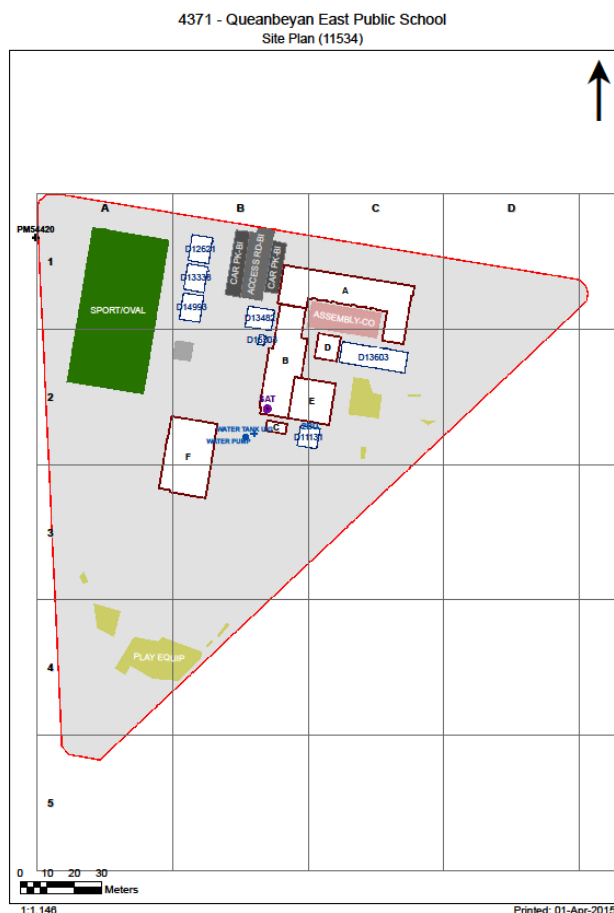 4371 - Queanbeyan East Public School
Site Plan (11534)
A
B
C
D
PM54420
1
SPORT/OVAL
D12621
D13336
D14993
CAR PK-BI
ACCESS RD-BI
CAR PK-BI
A
D13482
ASSEMBLY-CO
D
D13603
B
2
SAT
E
C
D11131
WATER TANK U/G
WATER PUMP
F
3
4
PLAY EQUIP
5
0 10 20 30
Meters
1:1,146
Printed: 01-Apr-2015